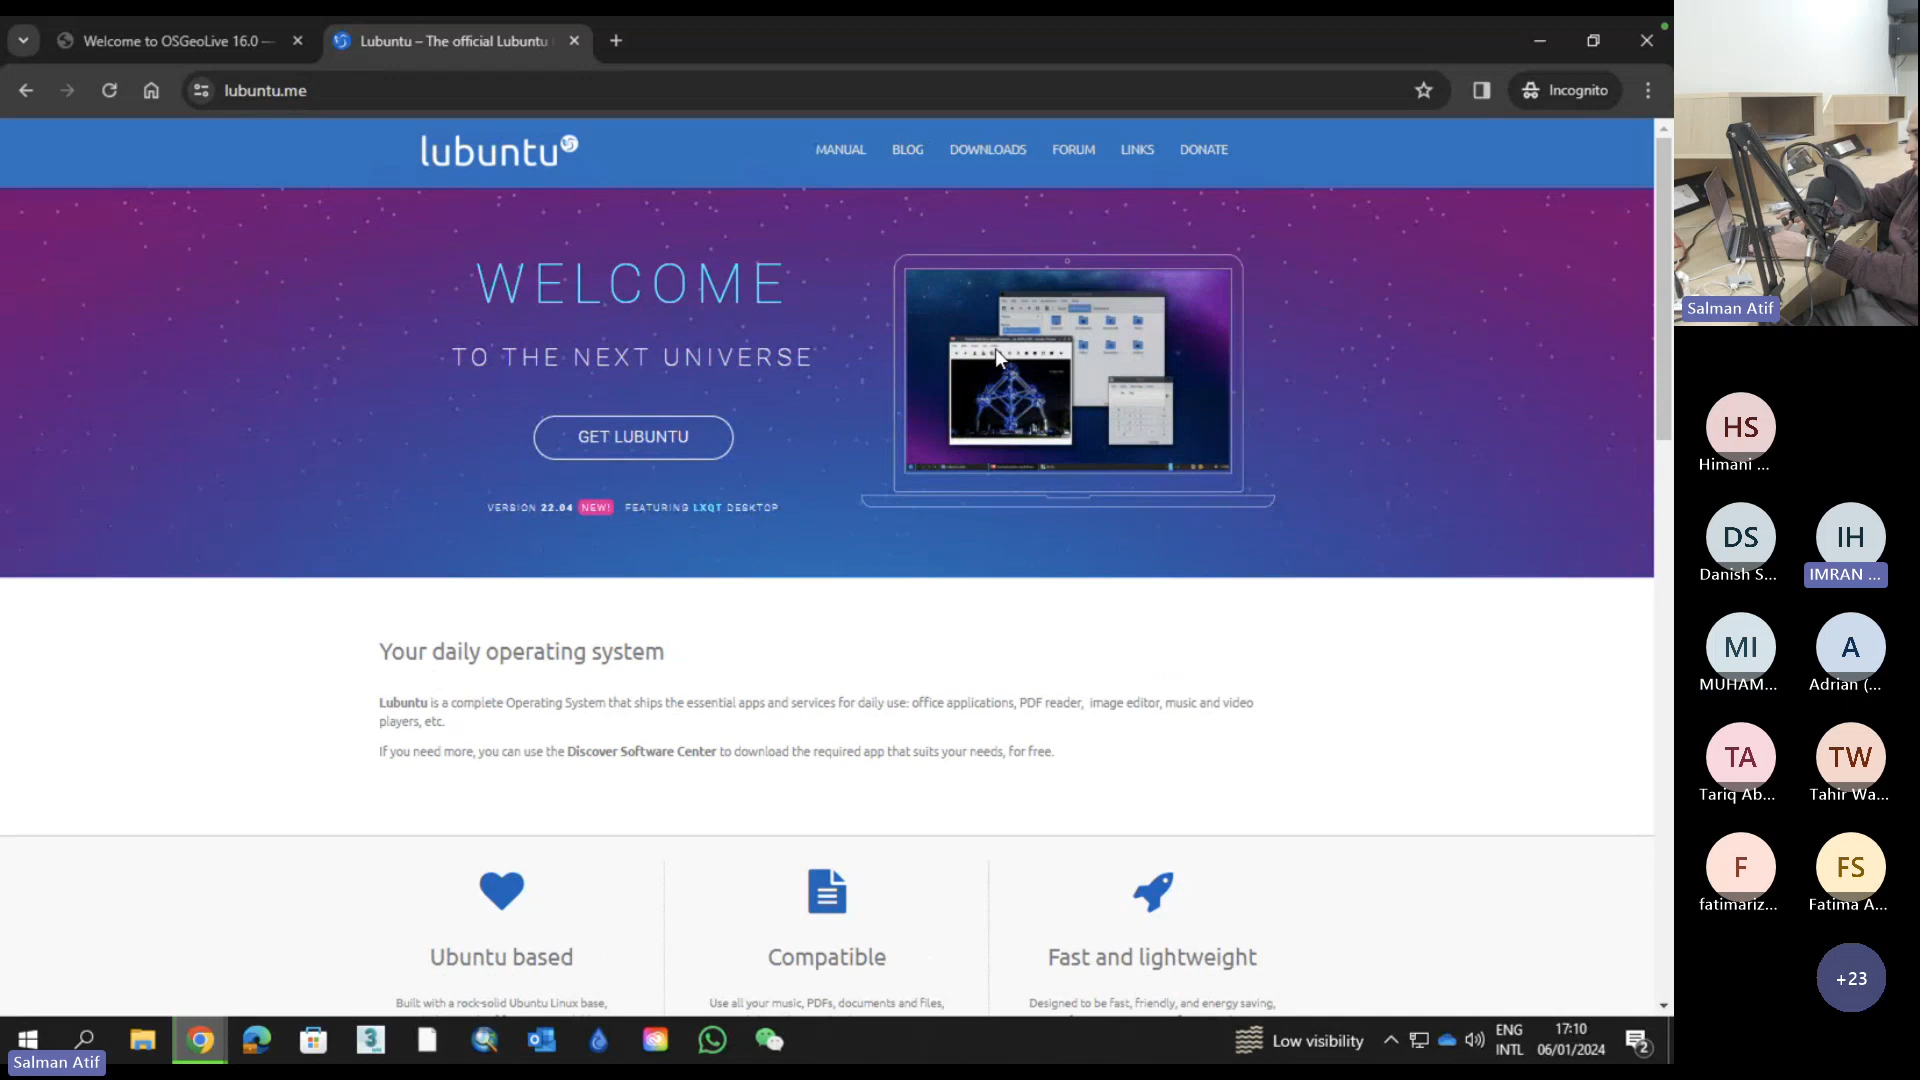 Welcome to OSGeoLive 16.0 —
Lubuntu – The official Lubuntu
lubuntu.me
Incognito
lubuntu
MANUAL
BLOG
DOWNLOADS
FORUM
LINKS
DONATE
WELCOME
TO THE NEXT UNIVERSE
GET LUBUNTU
VERSION 22.04 NEW! FEATURING LXQT DESKTOP
Your daily operating system
Lubuntu is a complete Operating System that ships the essential apps and services for daily use: office applications, PDF reader, image editor, music and video
players, etc.
If you need more, you can use the Discover Software Center to download the required app that suits your needs, for free.
Ubuntu based
Built with a rock-solid Ubuntu Linux base,
Compatible
Use all your music, PDFs, documents and files,
Fast and lightweight
Designed to be fast, friendly, and energy saving,
Salman Atif
HS
Himani ...
DS
Danish S...
IH
IMRAN ...
MI
MUHAM...
A
Adrian (...
TA
Tariq Ab...
TW
Tahir Wa...
F
fatimariz...
FS
Fatima A...
+23
Salman Atif
3
Low visibility
ENG
INTL
17:10
06/01/2024
2